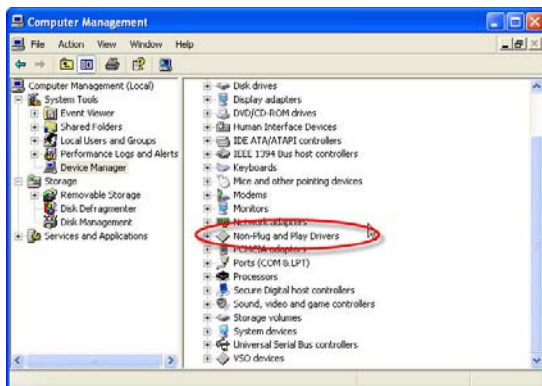 Computer Management
File Action View Window Help
Computer Management (Local)
System Tools
Event Viewer
Shared Folders
Local Users and Groups
Performance Logs and Alerts
Device Manager
Storage
Removable Storage
Disk Defragmenter
Disk Management
Services and Applications
Disk drives
Display adapters
DVD/CD-ROM drives
Human Interface Devices
IDE ATA/ATAPI controllers
IEEE 1394 Bus host controllers
Keyboards
Mice and other pointing devices
Modems
Monitors
Network adapters
Non-Plug and Play Drivers
PCMCIA adapters
Ports (COM & LPT)
Processors
Secure Digital host controllers
Sound, video and game controllers
Storage volumes
System devices
Universal Serial Bus controllers
VSO devices